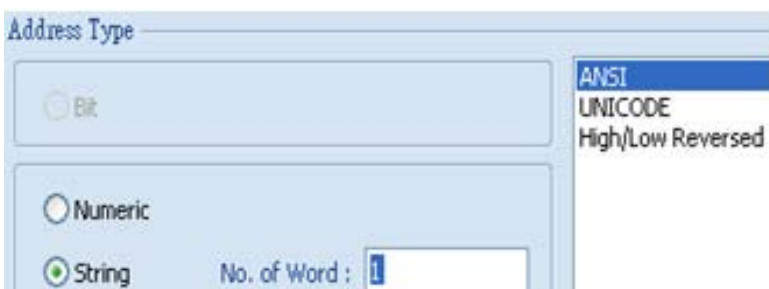 Address Type
Bit
ANSI
UNICODE
High/Low Reversed
Numeric
String No. of Word : 1